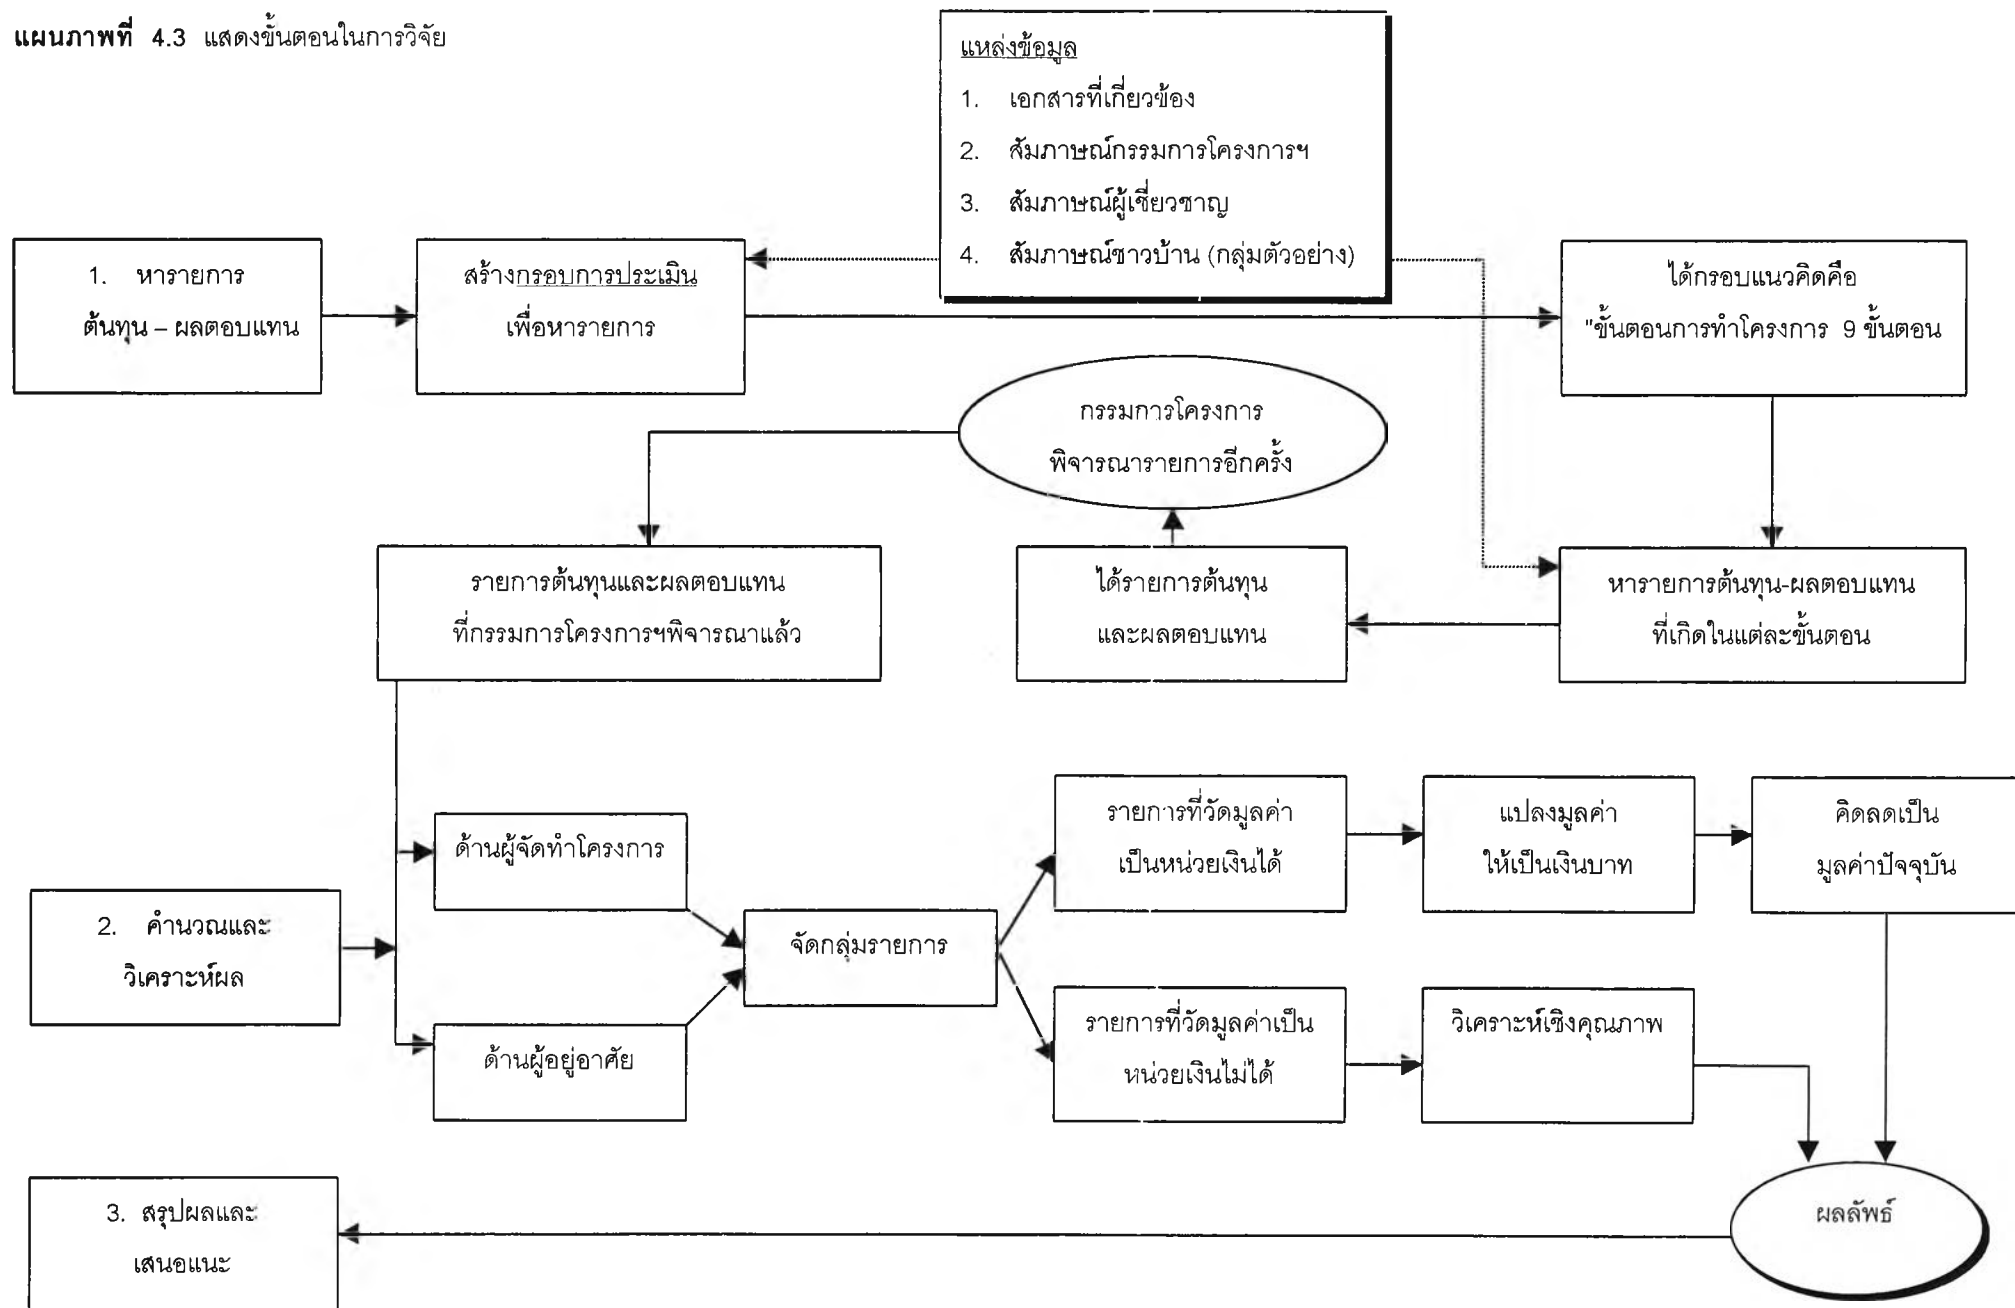 แผนภาพที่ 4.3 แสดงขั้นตอนในการวิจัย
แหล่งข้อมูล
1. เอกสารที่เกี่ยวข้อง
2. สัมภาษณ์กรรมการโครงการฯ
3. สัมภาษณ์ผู้เชี่ยวชาญ
4. สัมภาษณ์ชาวบ้าน (กลุ่มตัวอย่าง)
1. หารายการ
ต้นทุน – ผลตอบแทน
สร้างกรอบการประเมิน
เพื่อหารายการ
ได้กรอบแนวคิดคือ
"ขั้นตอนการทำโครงการ 9 ขั้นตอน
กรรมการโครงการ
พิจารณารายการอีกครั้ง
รายการต้นทุนและผลตอบแทน
ที่กรรมการโครงการฯพิจารณาแล้ว
ได้รายการต้นทุน
และผลตอบแทน
หารายการต้นทุน-ผลตอบแทน
ที่เกิดในแต่ละขั้นตอน
2. คำนวณและ
วิเคราะห์ผล
ด้านผู้จัดทำโครงการ
ด้านผู้อยู่อาศัย
จัดกลุ่มรายการ
รายการที่วัดมูลค่า
เป็นหน่วยเงินได้
แปลงมูลค่า
ให้เป็นเงินบาท
คิดลดเป็น
มูลค่าปัจจุบัน
รายการที่วัดมูลค่าเป็น
หน่วยเงินไม่ได้
วิเคราะห์เชิงคุณภาพ
ผลลัพธ์
3. สรุปผลและ
เสนอแนะ